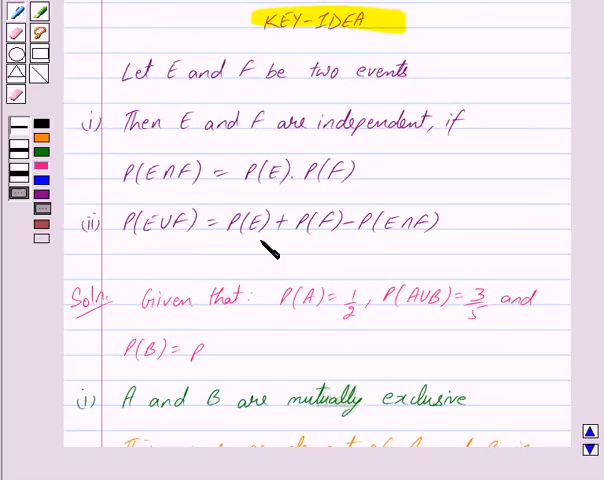 KEY-IDEA
Let E and F be two events
i) Then E and F are independent, if
P(E∩F) = P(E). P(F)
(ii) P(E∪F) = P(E) + P(F) - P(E∩F)
Soln. Given that: P(A) = 1/2, P(A∪B) = 3/5 and
P(B) = p
(i) A and B are mutually exclusive